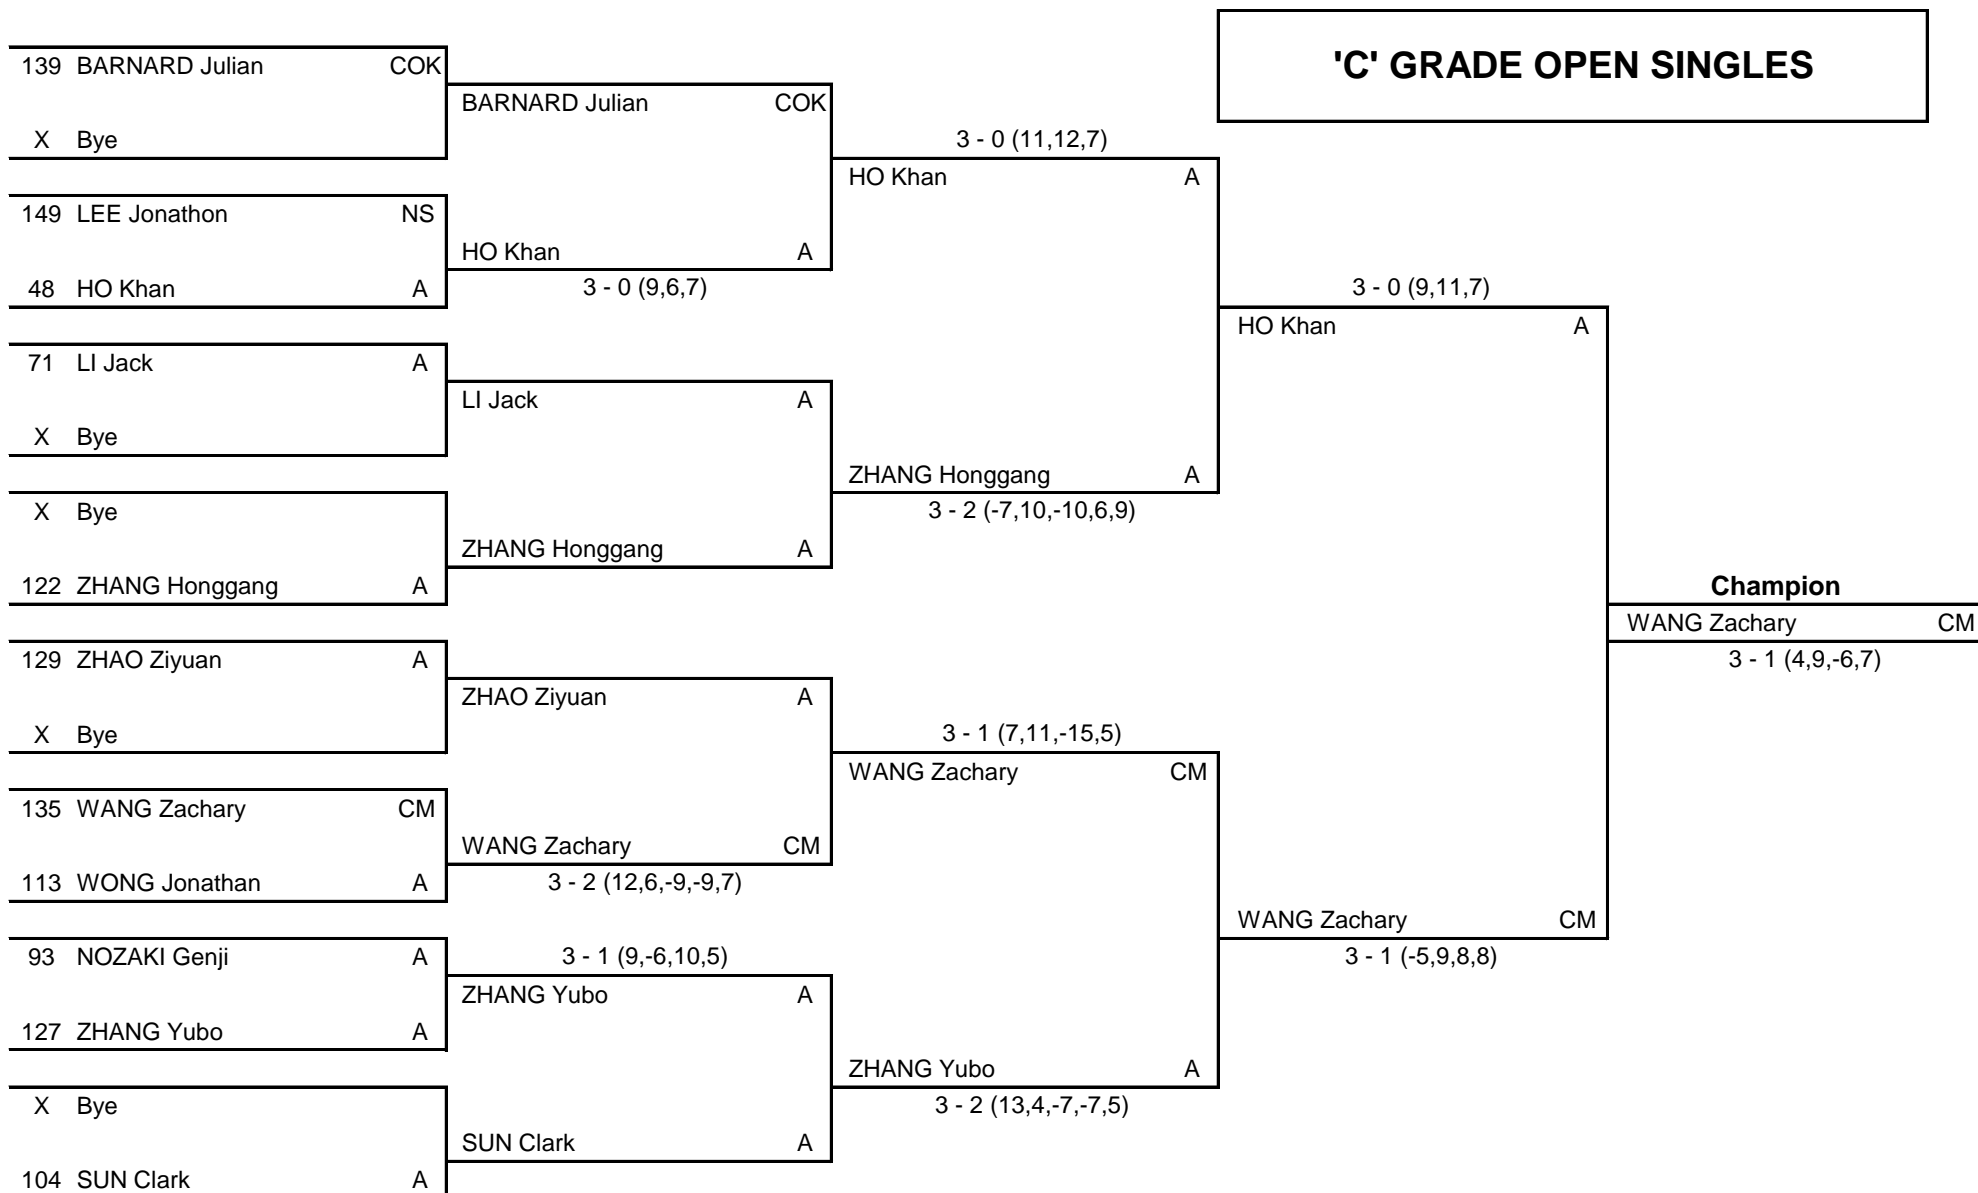 'C' GRADE OPEN SINGLES
139 BARNARD Julian COK
BARNARD Julian COK
X Bye
3 - 0 (11,12,7)
HO Khan A
149 LEE Jonathon NS
HO Khan A
48 HO Khan A
3 - 0 (9,6,7)
3 - 0 (9,11,7)
HO Khan A
71 LI Jack A
LI Jack A
X Bye
ZHANG Honggang A
X Bye
3 - 2 (-7,10,-10,6,9)
ZHANG Honggang A
122 ZHANG Honggang A
Champion
WANG Zachary CM
129 ZHAO Ziyuan A
3 - 1 (4,9,-6,7)
ZHAO Ziyuan A
X Bye
3 - 1 (7,11,-15,5)
WANG Zachary CM
135 WANG Zachary CM
WANG Zachary CM
113 WONG Jonathan A
3 - 2 (12,6,-9,-9,7)
WANG Zachary CM
93 NOZAKI Genji A
3 - 1 (9,-6,10,5)
3 - 1 (-5,9,8,8)
ZHANG Yubo A
127 ZHANG Yubo A
ZHANG Yubo A
X Bye
3 - 2 (13,4,-7,-7,5)
SUN Clark A
104 SUN Clark A